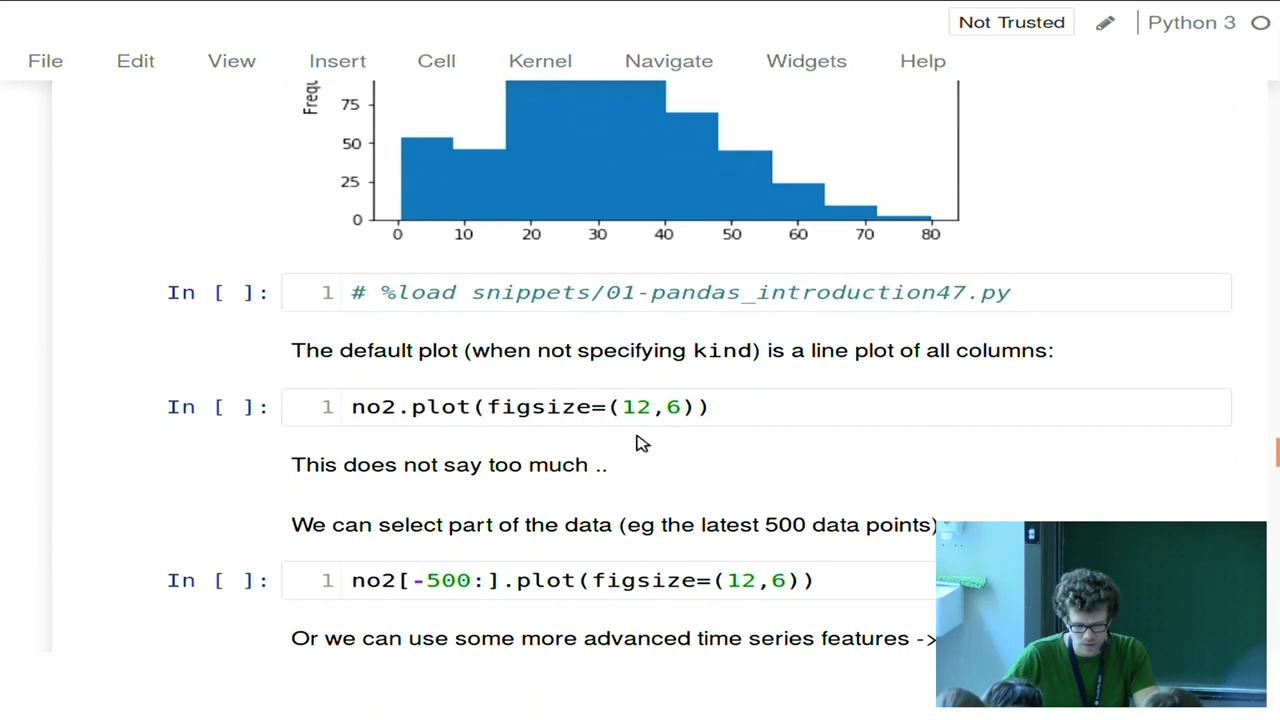 Not Trusted Python 3
File Edit View Insert Cell Kernel Navigate Widgets Help
75
50
25
0
0 10 20 30 40 50 60 70 80
In [ ]: 1 # %load snippets/01-pandas_introduction47.py
The default plot (when not specifying kind) is a line plot of all columns:
In [ ]: 1 no2.plot(figsize=(12,6))
This does not say too much ..
We can select part of the data (eg the latest 500 data points)
In [ ]: 1 no2[-500:].plot(figsize=(12,6))
Or we can use some more advanced time series features ->